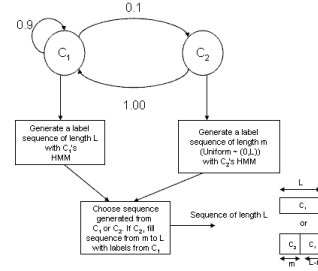 0.1
0.9
C₁
C₂
1.00
Generate a label
sequence of length L
with C₁'s
HMM
Generate a label
sequence of length m
(Uniform ~ (0,L))
with C₂'s HMM
Choose sequence
generated from
C₁ or C₂. If C₂, fill
sequence from m to L
with labels from C₁
Sequence of length L
L
C₁
or
C₂ C₁
m